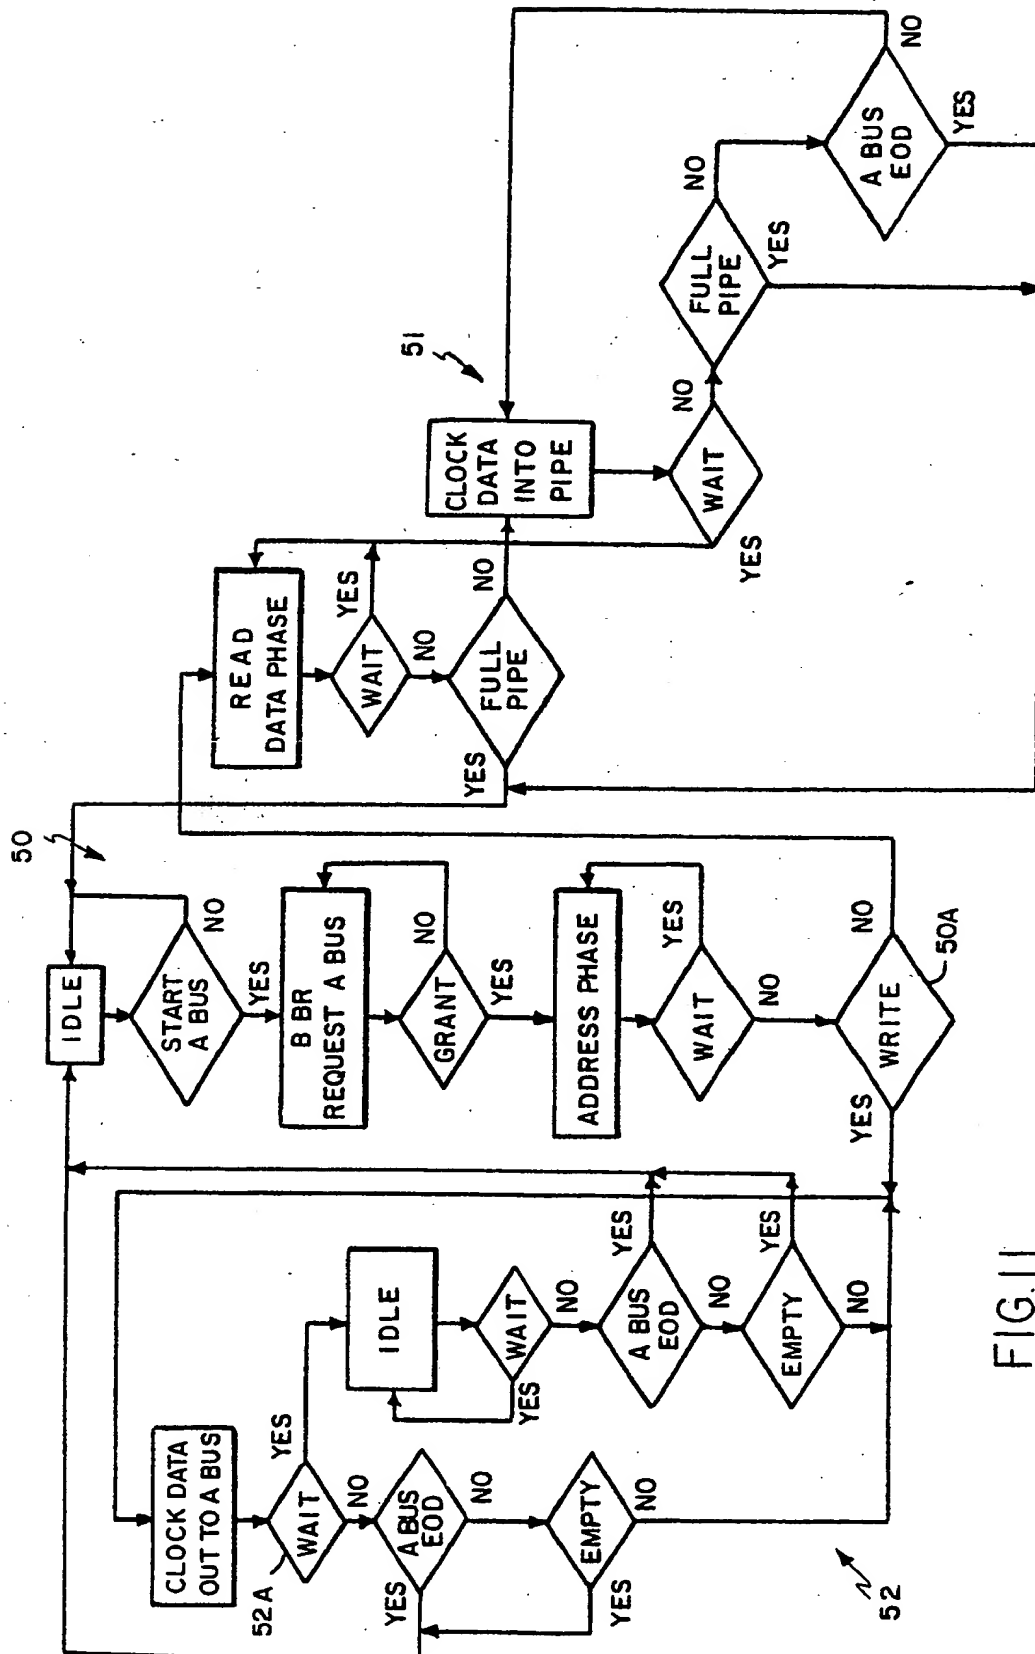 50
IDLE
START
A BUS
NO
YES
B BR
REQUEST A BUS
GRANT
NO
YES
ADDRESS PHASE
WAIT
YES
NO
WRITE
50A
YES
NO
CLOCK DATA
OUT TO A BUS
52A
WAIT
YES
NO
A BUS
EOD
YES
NO
EMPTY
YES
NO
IDLE
WAIT
YES
NO
A BUS
EOD
YES
NO
EMPTY
YES
NO
52
READ
DATA PHASE
WAIT
YES
NO
FULL
PIPE
YES
NO
51
CLOCK
DATA
INTO
PIPE
WAIT
YES
NO
FULL
PIPE
NO
YES
A BUS
EOD
NO
YES
FIG.11